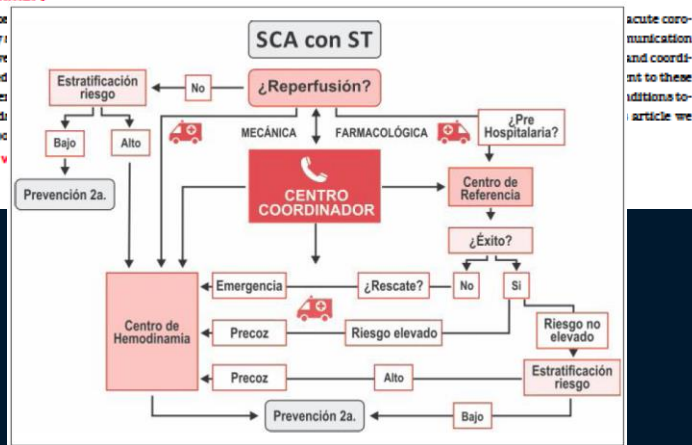 acute coro-
SCA con ST
munication
and coordi-
Estratificación
riesgo
No
¿Reperfusión?
nt to these
nditions to-
article we
MECÁNICA
FARMACOLÓGICA
¿Pre
Hospitalaria?
Bajo
Alto
Prevención 2a.
CENTRO
COORDINADOR
Centro de
Referencia
¿Éxito?
Emergencia
¿Rescate?
No
Si
Centro de
Hemodinamia
Precoz
Riesgo elevado
Riesgo no
elevado
Precoz
Alto
Estratificación
riesgo
Prevención 2a.
Bajo